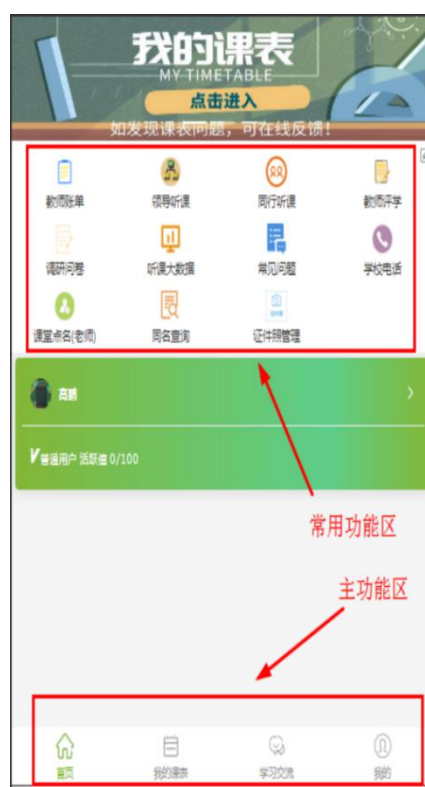 我的课表
MY TIMETABLE
点击进入
如发现课表问题，可在线反馈！
教师账单 领导听课 同行听课 教师评学
调研问卷 听课大数据 常见问题 学校电话
课堂点名(老师) 同名查询 证件照管理
高鹏
V普通用户 活跃值 0/100
常用功能区
主功能区
首页 我的课表 学习交流 我的